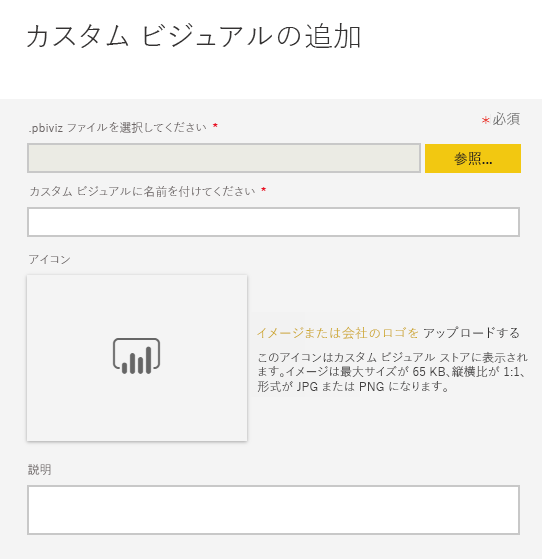 カスタム ビジュアルの追加
*必須
.pbiviz ファイルを選択してください *
参照...
カスタム ビジュアルに名前を付けてください *
アイコン
イメージまたは会社のロゴを アップロードする
このアイコンはカスタム ビジュアル ストアに表示され
ます。イメージは最大サイズが 65 KB、縦横比が 1:1、
形式が JPG または PNG になります。
説明